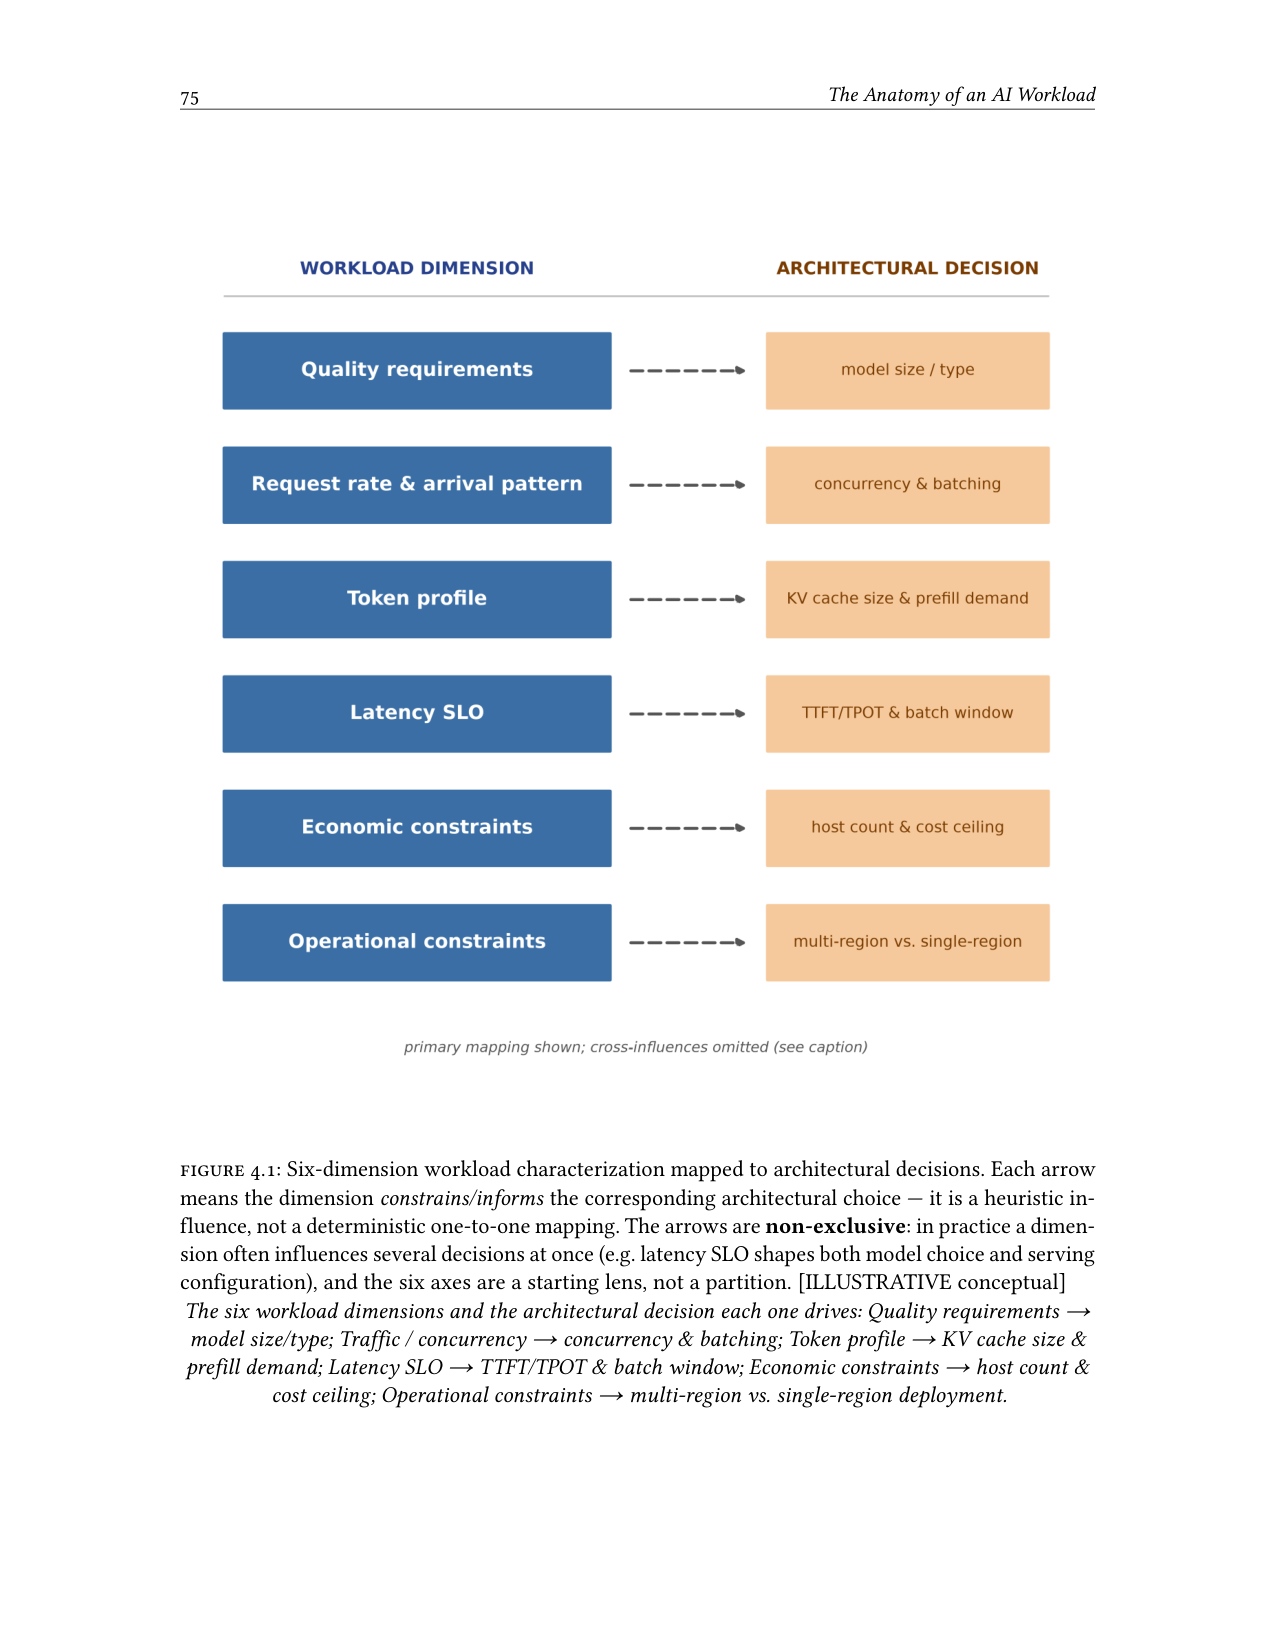 75
The Anatomy of an AI Workload
WORKLOAD DIMENSION
ARCHITECTURAL DECISION
Quality requirements
model size / type
Request rate & arrival pattern
concurrency & batching
Token profile
KV cache size & prefill demand
Latency SLO
TTFT/TPOT & batch window
Economic constraints
host count & cost ceiling
Operational constraints
multi-region vs. single-region
primary mapping shown; cross-influences omitted (see caption)
FIGURE 4.1: Six-dimension workload characterization mapped to architectural decisions. Each arrow
means the dimension constrains/informs the corresponding architectural choice — it is a heuristic in-
fluence, not a deterministic one-to-one mapping. The arrows are non-exclusive: in practice a dimen-
sion often influences several decisions at once (e.g. latency SLO shapes both model choice and serving
configuration), and the six axes are a starting lens, not a partition. [ILLUSTRATIVE conceptual]
The six workload dimensions and the architectural decision each one drives: Quality requirements →
model size/type; Traffic / concurrency → concurrency & batching; Token profile → KV cache size &
prefill demand; Latency SLO → TTFT/TPOT & batch window; Economic constraints → host count &
cost ceiling; Operational constraints → multi-region vs. single-region deployment.